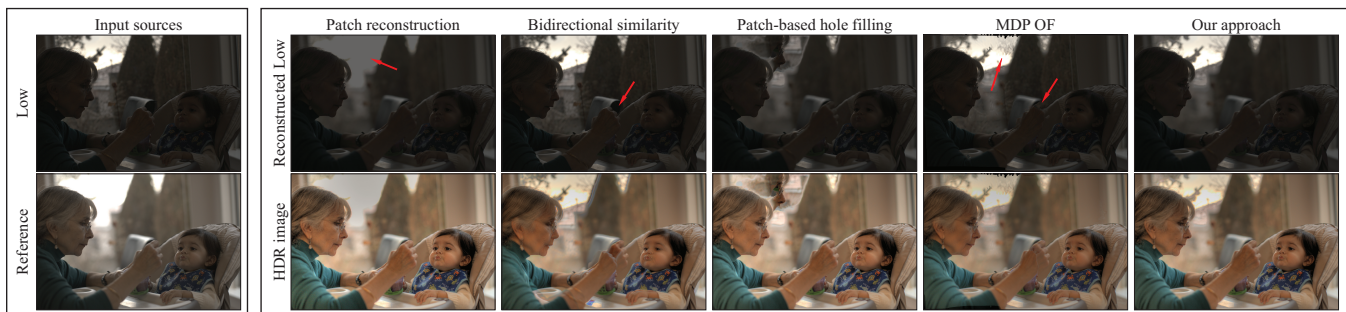 Input sources
Patch reconstruction
Bidirectional similarity
Patch-based hole filling
MDP OF
Our approach
Low
Reconstructed Low
Reference
HDR image